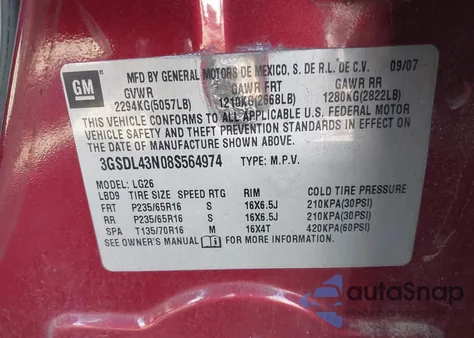 GM
MFD BY GENERAL MOTORS DE MEXICO, S. DE R.L. DE C.V. 09/07
GVWR GAWR FRT GAWR RR
2294KG(5057LB) 1210KG(2668LB) 1280KG(2822LB)
THIS VEHICLE CONFORMS TO ALL APPLICABLE U.S. FEDERAL MOTOR
VEHICLE SAFETY, BUMPER, AND THEFT PREVENTION STANDARDS IN EFFECT ON
THE DATE OF MANUFACTURE SHOWN ABOVE.
3GSDL43N08S564974 TYPE: M.P.V.
MODEL: LG26
LBD9 TIRE SIZE SPEED RTG RIM COLD TIRE PRESSURE
FRT P235/65R16 S 16X6.5J 210KPA(30PSI)
RR P235/65R16 S 16X6.5J 210KPA(30PSI)
SPA T135/70R16 M 16X4T 420KPA(60PSI)
SEE OWNER'S MANUAL FOR MORE INFORMATION
autoSnap